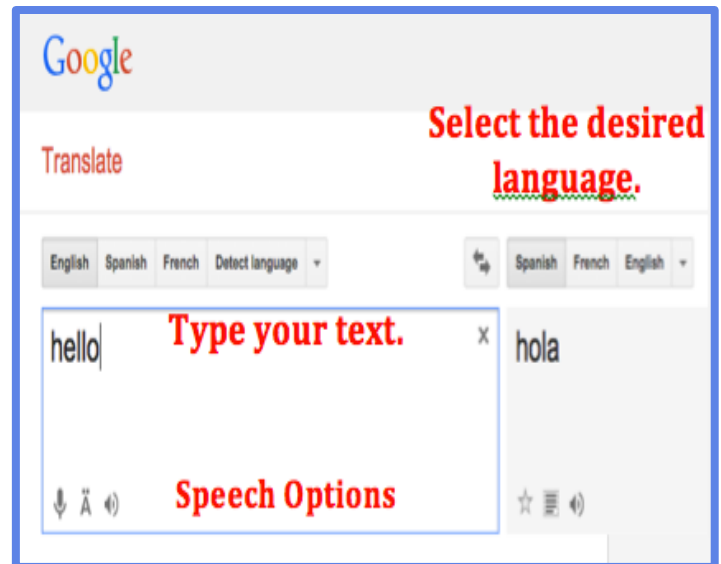 Google
Select the desired
language.
Translate
English Spanish French Detect language Spanish French English
hello Type your text. x hola
Ä Speech Options